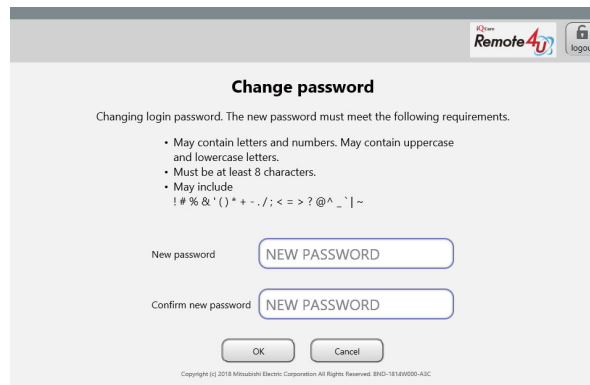 iQ Care
Remote 4U
logou
Change password
Changing login password. The new password must meet the following requirements.
• May contain letters and numbers. May contain uppercase
and lowercase letters.
• Must be at least 8 characters.
• May include
! # % & ' ( ) * + - . / ; < = > ? @ ^ _ ` | ~
New password
NEW PASSWORD
Confirm new password
NEW PASSWORD
OK
Cancel
Copyright (c) 2018 Mitsubishi Electric Corporation All Rights Reserved. BND-1814W000-A3C